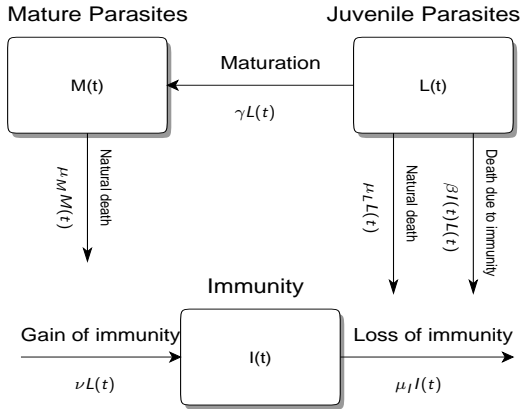 Mature Parasites
Juvenile Parasites
M(t)
Maturation
γL(t)
L(t)
Natural death
μ_M M(t)
Natural death
μ_L L(t)
Death due to immunity
βI(t)L(t)
Immunity
Gain of immunity
νL(t)
I(t)
Loss of immunity
μ_I I(t)